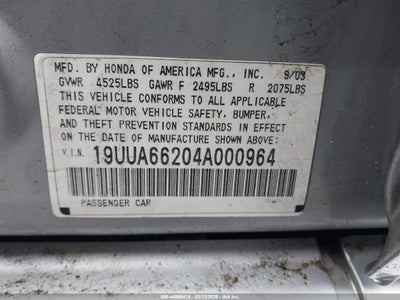 MFD. BY HONDA OF AMERICA MFG., INC. 9/03
GVWR 4525LBS GAWR F 2495LBS R 2075LBS
THIS VEHICLE CONFORMS TO ALL APPLICABLE
FEDERAL MOTOR VEHICLE SAFETY, BUMPER,
AND THEFT PREVENTION STANDARDS IN EFFECT
ON THE DATE OF MANUFACTURE SHOWN ABOVE.
V.I.N. 19UUA66204A000964
PASSENGER CAR